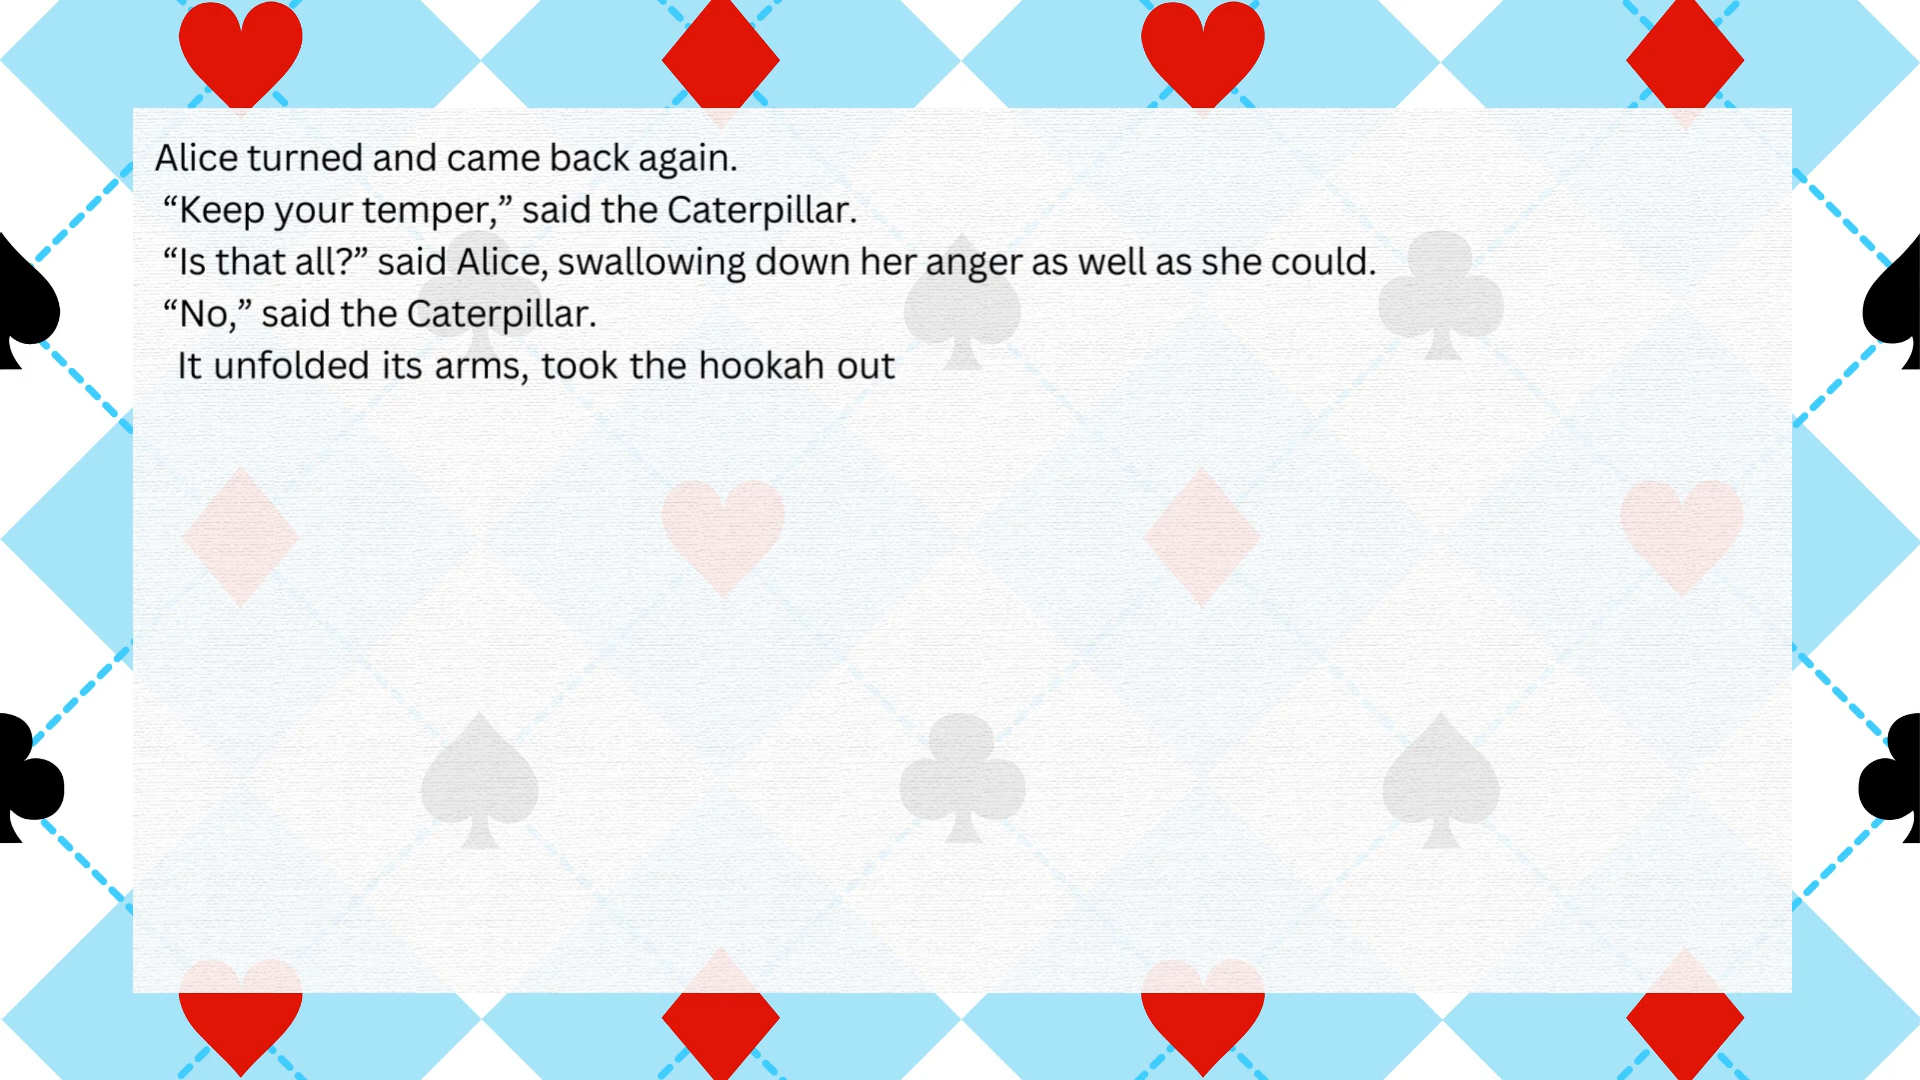 Alice turned and came back again.
“Keep your temper,” said the Caterpillar.
“Is that all?” said Alice, swallowing down her anger as well as she could.
“No,” said the Caterpillar.
It unfolded its arms, took the hookah out